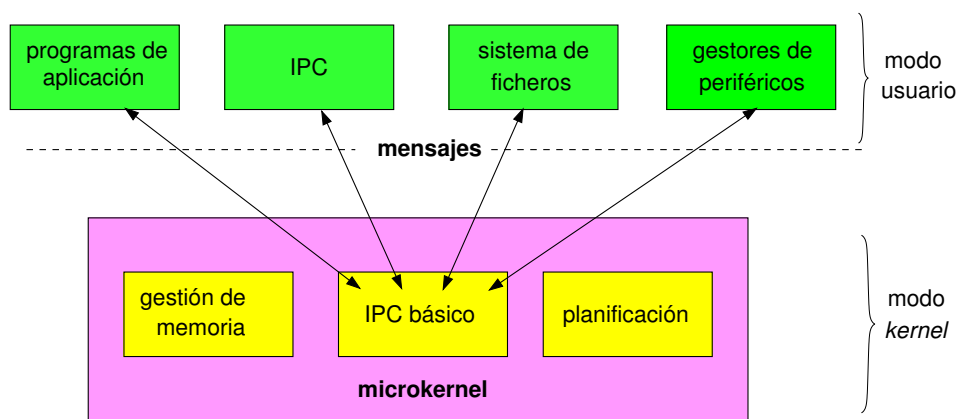 programas de
aplicación
IPC
sistema de
ficheros
gestores de
periféricos
modo
usuario
mensajes
gestión de
memoria
IPC básico
planificación
modo
kernel
microkernel